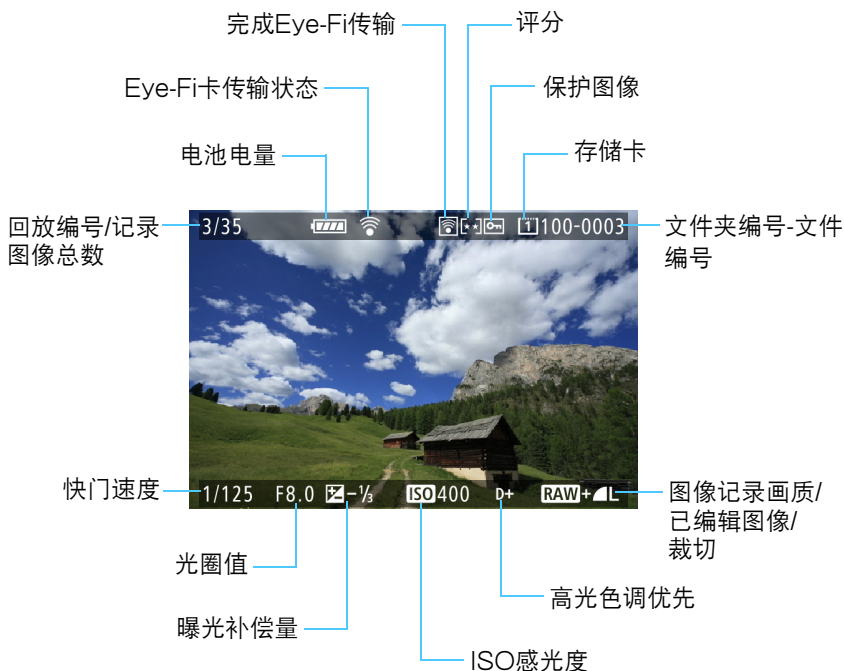 完成Eye-Fi传输
评分
Eye-Fi卡传输状态
保护图像
电池电量
存储卡
回放编号/记录
图像总数
3/35
1 100-0003
文件夹编号-文件
编号
快门速度
1/125 F8.0 -1/3 ISO 400 D+ RAW+L
图像记录画质/
已编辑图像/
裁切
光圈值
高光色调优先
曝光补偿量
ISO感光度